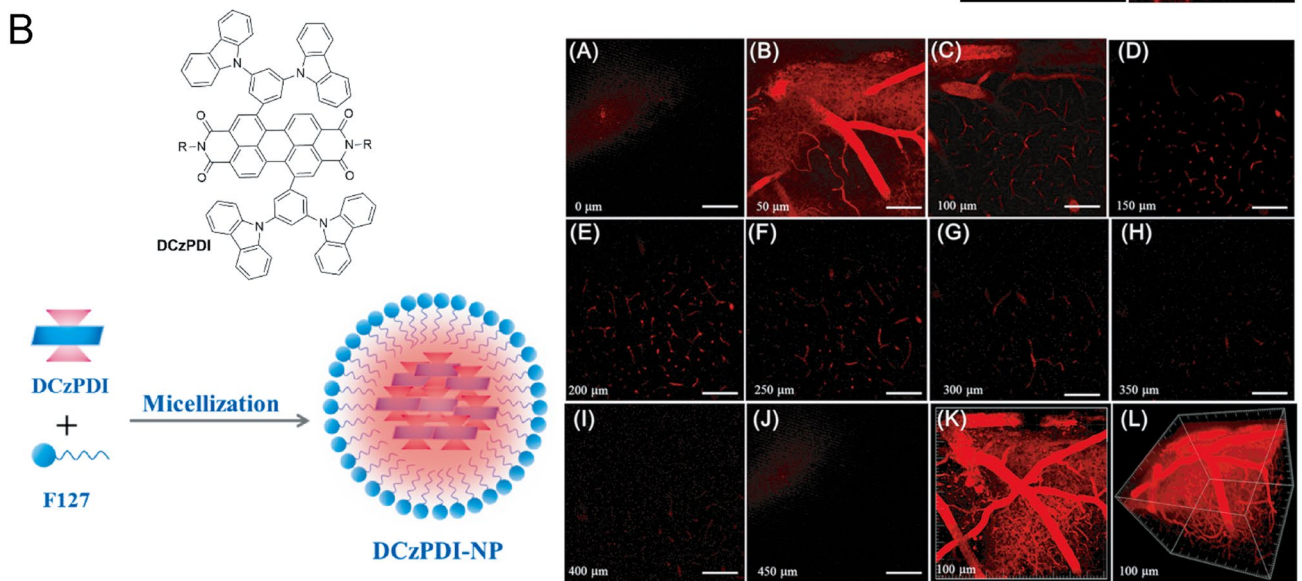 B
N N
O O
R-N N-R
O O
N N
DCzPDI
DCzPDI
+
F127
Micellization
DCzPDI-NP
(A) (B) (C) (D)
0 μm 50 μm 100 μm 150 μm
(E) (F) (G) (H)
200 μm 250 μm 300 μm 350 μm
(I) (J) (K) (L)
400 μm 450 μm 100 μm 100 μm